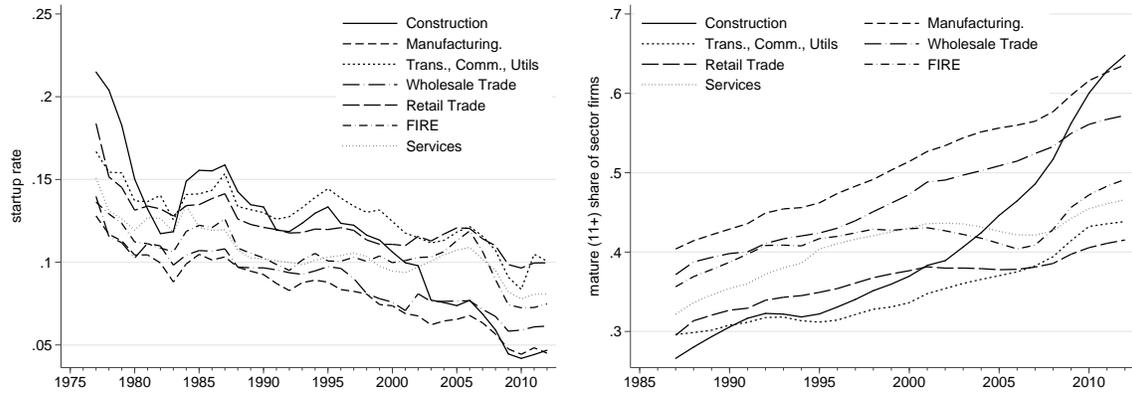 .25
.2
.15
.1
.05
startup rate
1975 1980 1985 1990 1995 2000 2005 2010
Construction
Manufacturing.
Trans., Comm., Utils
Wholesale Trade
Retail Trade
FIRE
Services
.7
.6
.5
.4
.3
mature (11+) share of sector firms
1985 1990 1995 2000 2005 2010
Construction Manufacturing.
Trans., Comm., Utils Wholesale Trade
Retail Trade FIRE
Services